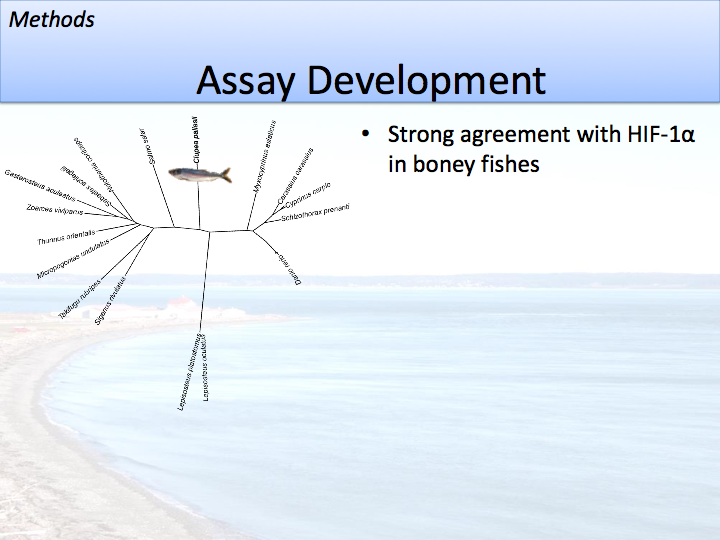 Methods
Assay Development
• Strong agreement with HIF-1α
in boney fishes
Clupea pallasii
Salmo salar
Gasterosteus aculeatus
Zoarces viviparus
Thunnus orientalis
Micropogonias undulatus
Takifugu rubripes
Siganus rivulatus
Lepisosteus platostomus
Lepisosteus oculatus
Danio rerio
Schizothorax prenanti
Cyprinus carpio
Carassius carassius
Myxocyprinus asiaticus